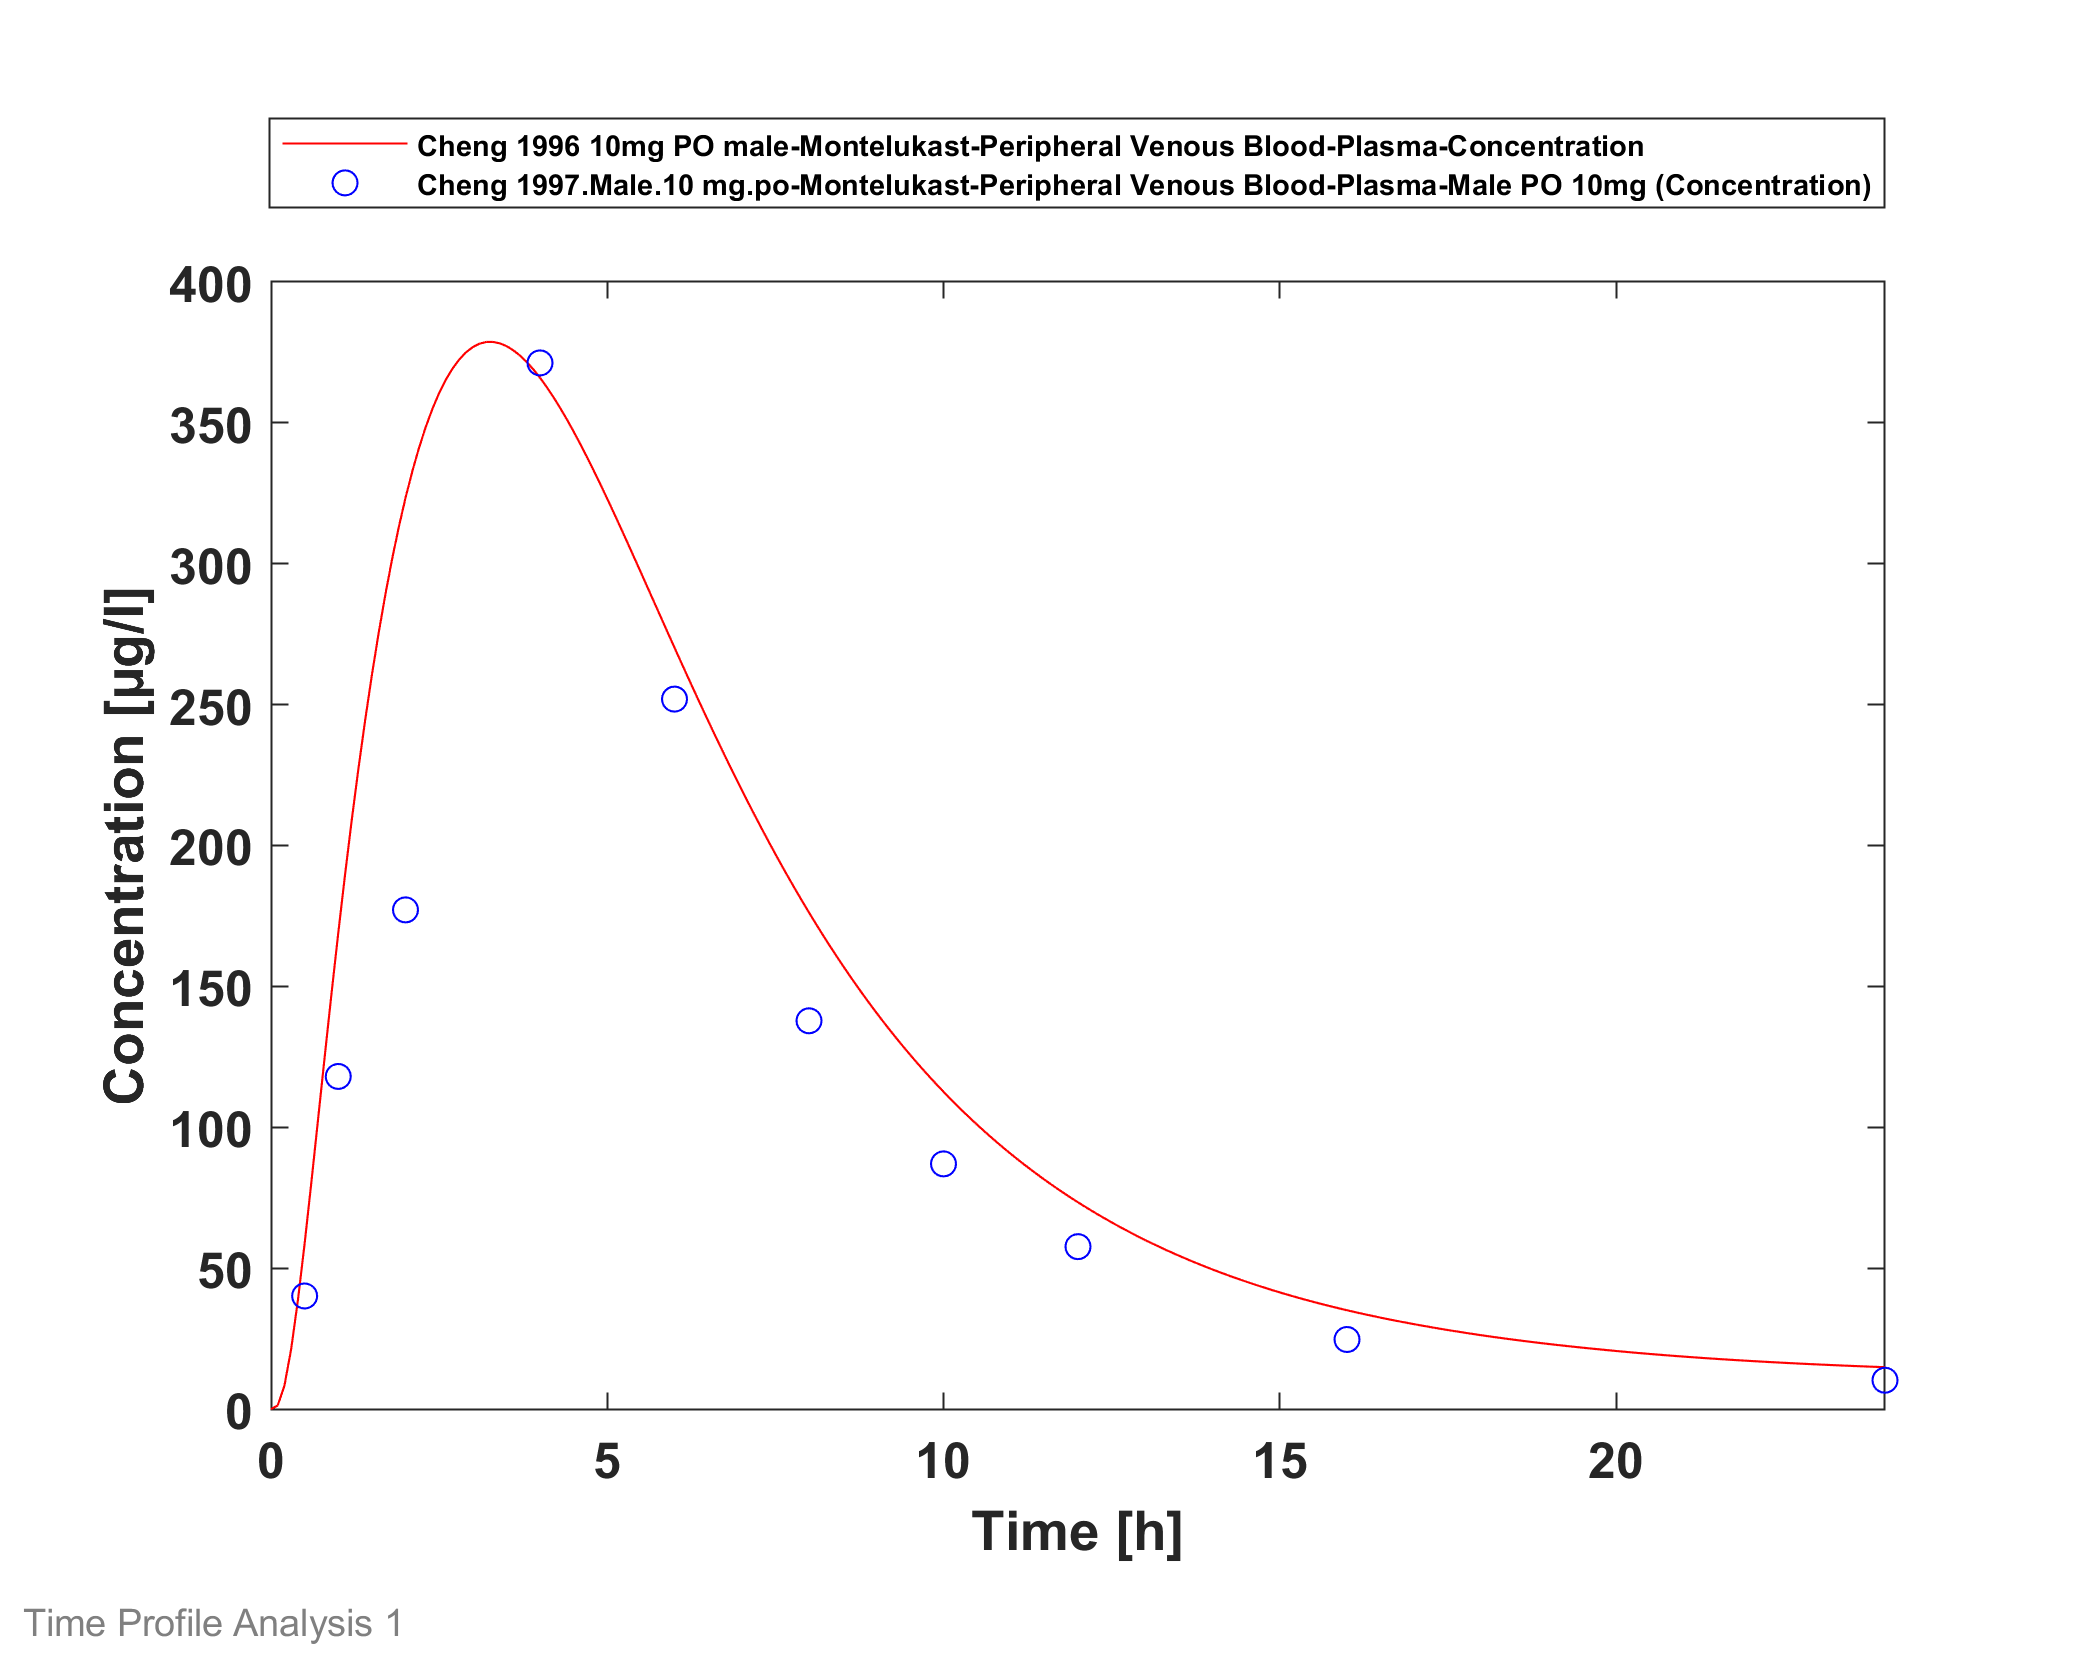 Cheng 1996 10mg PO male-Montelukast-Peripheral Venous Blood-Plasma-Concentration
Cheng 1997.Male.10 mg.po-Montelukast-Peripheral Venous Blood-Plasma-Male PO 10mg (Concentration)
400
350
300
250
200
150
100
50
0
Concentration [µg/l]
0 5 10 15 20
Time [h]
Time Profile Analysis 1